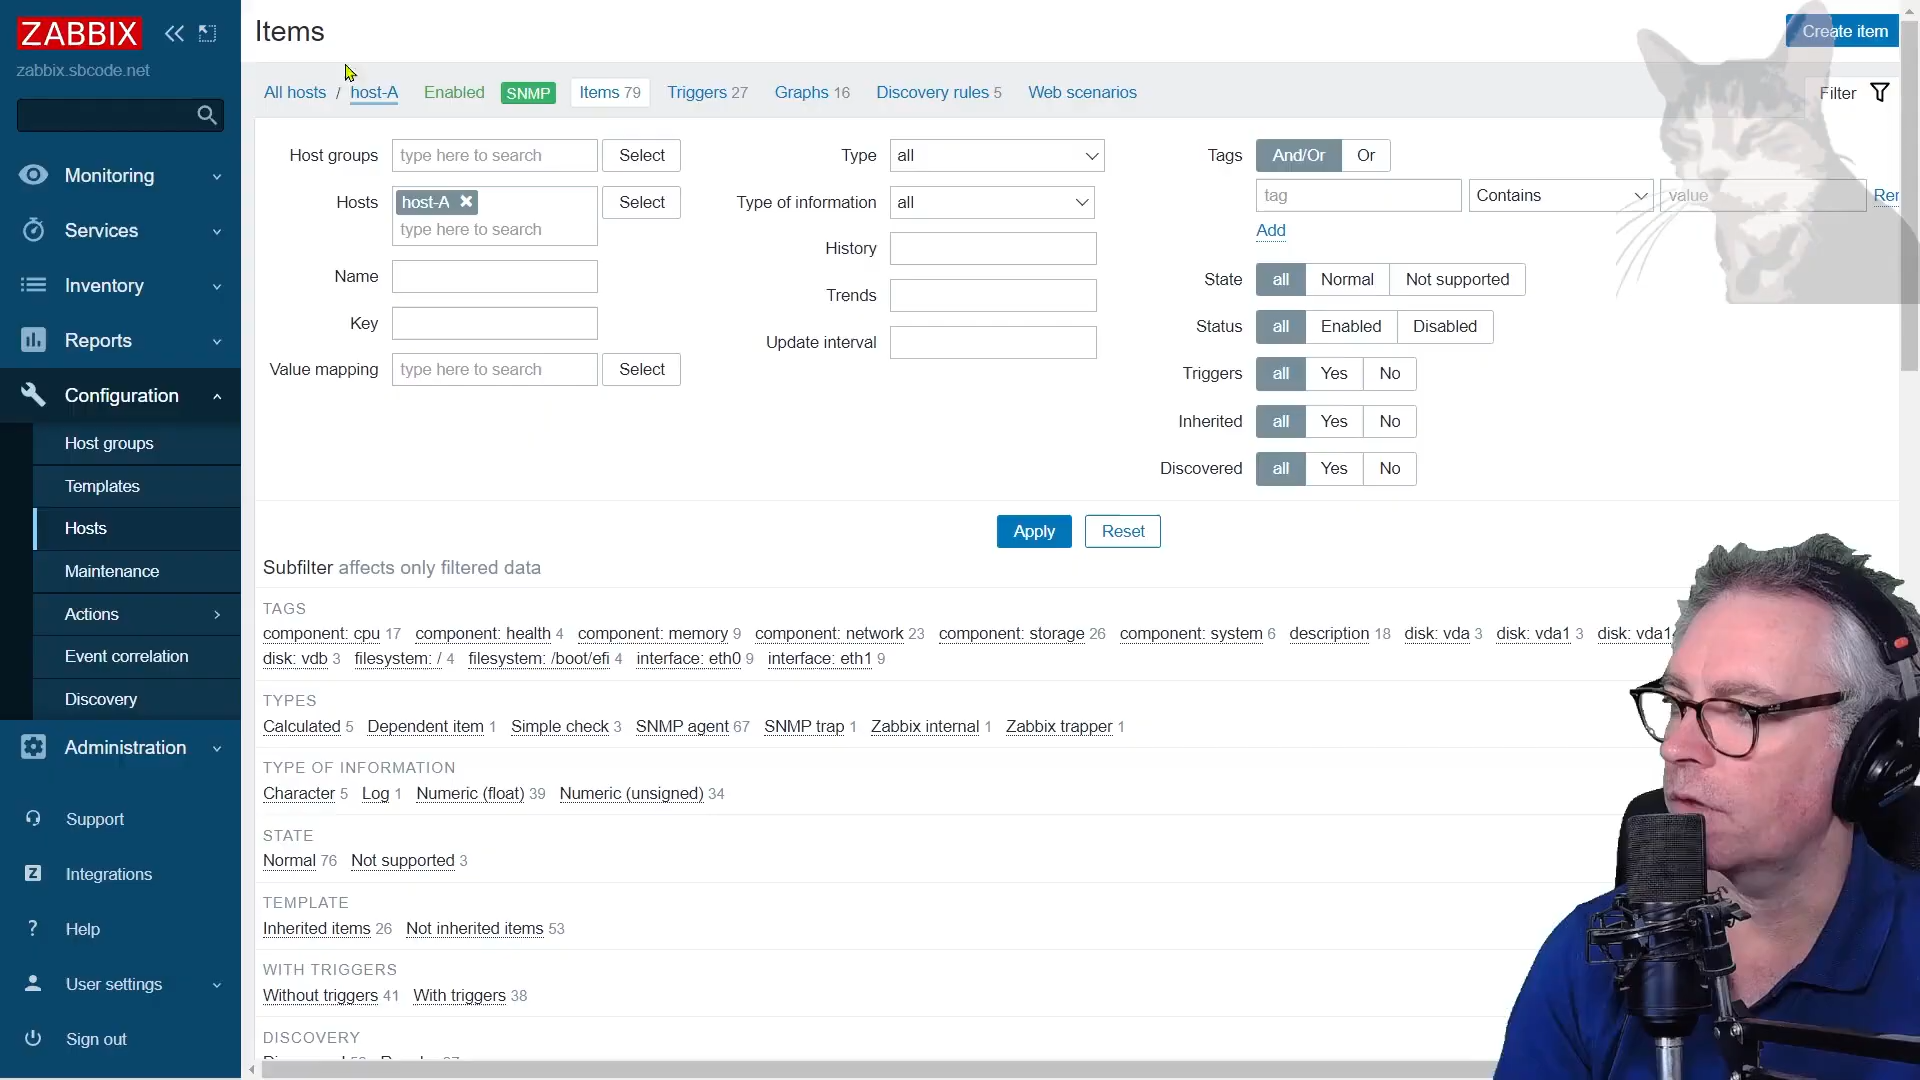 ZABBIX
zabbix.sbcode.net
Monitoring
Services
Inventory
Reports
Configuration
Host groups
Templates
Hosts
Maintenance
Actions
Event correlation
Discovery
Administration
Support
Integrations
Help
User settings
Sign out
Items
Create item
All hosts / host-A Enabled SNMP Items 79 Triggers 27 Graphs 16 Discovery rules 5 Web scenarios
Filter
Host groups type here to search Select
Hosts host-A Select
type here to search
Name
Key
Value mapping type here to search Select
Type all
Type of information all
History
Trends
Update interval
Tags And/Or Or
tag Contains value
Add
State all Normal Not supported
Status all Enabled Disabled
Triggers all Yes No
Inherited all Yes No
Discovered all Yes No
Apply Reset
Subfilter affects only filtered data
TAGS
component: cpu 17 component: health 4 component: memory 9 component: network 23 component: storage 26 component: system 6 description 18 disk: vda 3 disk: vda1 3 disk: vda14
disk: vdb 3 filesystem: / 4 filesystem: /boot/efi 4 interface: eth0 9 interface: eth1 9
TYPES
Calculated 5 Dependent item 1 Simple check 3 SNMP agent 67 SNMP trap 1 Zabbix internal 1 Zabbix trapper 1
TYPE OF INFORMATION
Character 5 Log 1 Numeric (float) 39 Numeric (unsigned) 34
STATE
Normal 76 Not supported 3
TEMPLATE
Inherited items 26 Not inherited items 53
WITH TRIGGERS
Without triggers 41 With triggers 38
DISCOVERY